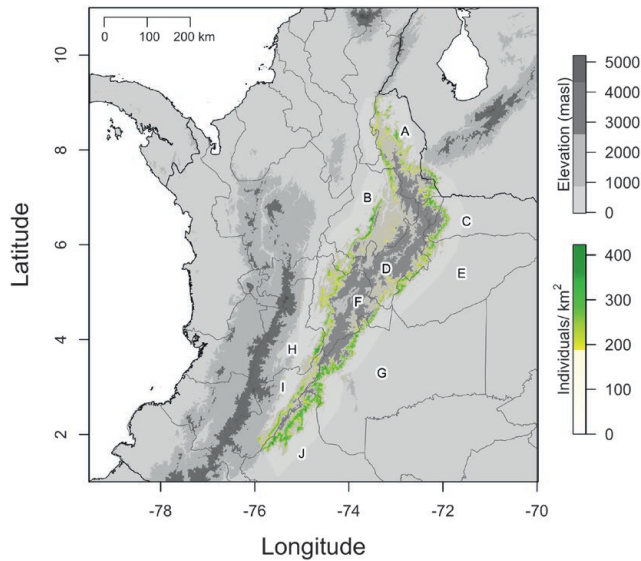 0 100 200 km
10
8
6
4
2
Latitude
A
B
C
D
E
F
G
H
I
J
-78 -76 -74 -72 -70
Longitude
5000
4000
3000
2000
1000
0
Elevation (masl)
400
300
200
100
0
Individuals/ km²